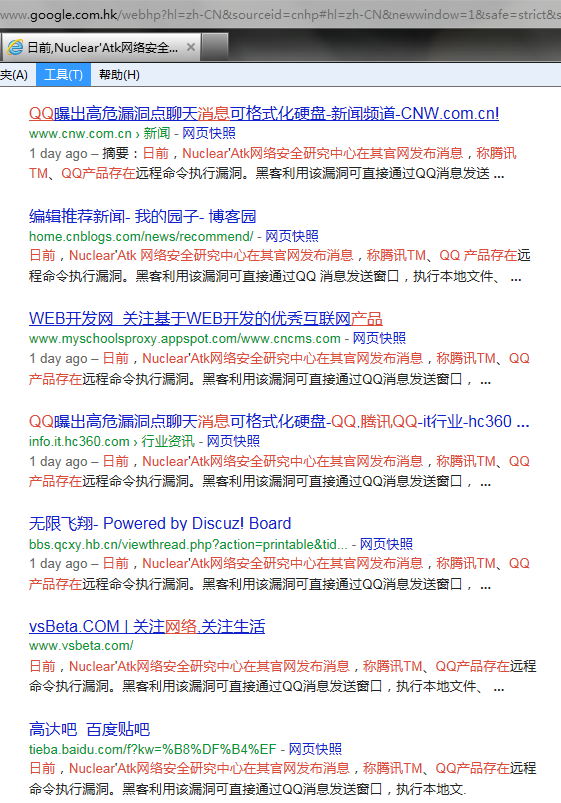 www.google.com.hk/webhp?hl=zh-CN&sourceid=cnhp#hl=zh-CN&newwindow=1&safe=strict&s
日前,Nuclear'Atk网络安全...
夹(A) 工具(T) 帮助(H)
QQ曝出高危漏洞点聊天消息可格式化硬盘-新闻频道-CNW.com.cn!
www.cnw.com.cn › 新闻 - 网页快照
1 day ago – 摘要：日前，Nuclear'Atk网络安全研究中心在其官网发布消息，称腾讯
TM、QQ产品存在远程命令执行漏洞。黑客利用该漏洞可直接通过QQ消息发送 ...
编辑推荐新闻- 我的园子- 博客园
home.cnblogs.com/news/recommend/ - 网页快照
日前，Nuclear'Atk 网络安全研究中心在其官网发布消息，称腾讯TM、QQ 产品存在远
程命令执行漏洞。黑客利用该漏洞可直接通过QQ 消息发送窗口，执行本地文件、 ...
WEB开发网_关注基于WEB开发的优秀互联网产品
www.myschoolsproxy.appspot.com/www.cncms.com - 网页快照
1 day ago – 日前，Nuclear'Atk网络安全研究中心在其官网发布消息，称腾讯TM、QQ
产品存在远程命令执行漏洞。黑客利用该漏洞可直接通过QQ消息发送窗口， ...
QQ曝出高危漏洞点聊天消息可格式化硬盘-QQ,腾讯QQ-it行业-hc360 ...
info.it.hc360.com › 行业资讯 - 网页快照
1 day ago – 日前，Nuclear'Atk网络安全研究中心在其官网发布消息，称腾讯TM、QQ
产品存在远程命令执行漏洞。黑客利用该漏洞可直接通过QQ消息发送窗口， ...
无限飞翔- Powered by Discuz! Board
bbs.qcxy.hb.cn/viewthread.php?action=printable&tid... - 网页快照
1 day ago – 日前，Nuclear'Atk网络安全研究中心在其官网发布消息，称腾讯TM、QQ
产品存在远程命令执行漏洞。黑客利用该漏洞可直接通过QQ消息发送窗口， ...
vsBeta.COM | 关注网络,关注生活
www.vsbeta.com/
日前，Nuclear'Atk网络安全研究中心在其官网发布消息，称腾讯TM、QQ产品存在远程
命令执行漏洞。黑客利用该漏洞可直接通过QQ消息发送窗口，执行本地文件、 ...
高达吧_百度贴吧
tieba.baidu.com/f?kw=%B8%DF%B4%EF - 网页快照
日前，Nuclear'Atk网络安全研究中心在其官网发布消息，称腾讯TM、QQ产品存在远程
命令执行漏洞。黑客利用该漏洞可直接通过QQ消息发送窗口，执行本地文.